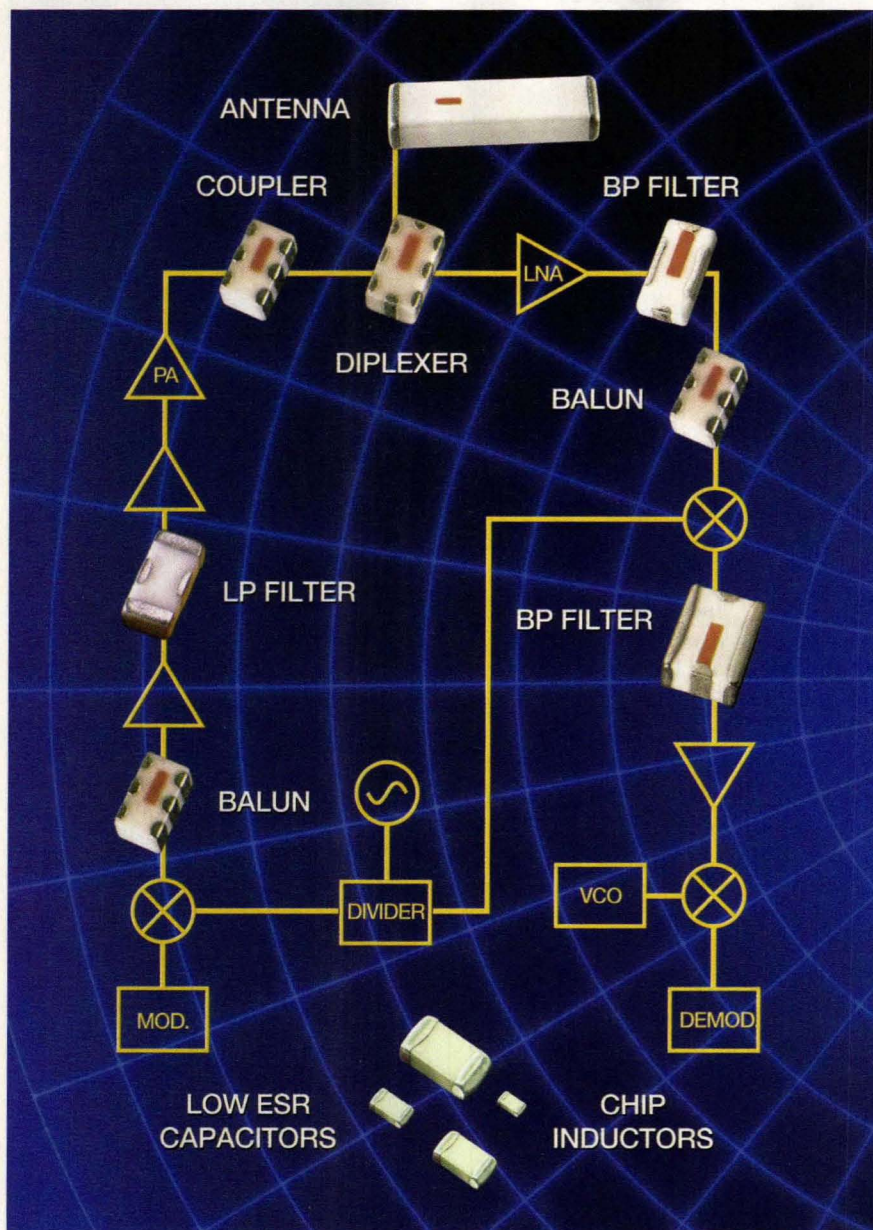 ANTENNA
COUPLER
BP FILTER
LNA
DIPLEXER
PA
BALUN
LP FILTER
BP FILTER
BALUN
DIVIDER
VCO
MOD.
DEMOD.
LOW ESR
CAPACITORS
CHIP
INDUCTORS